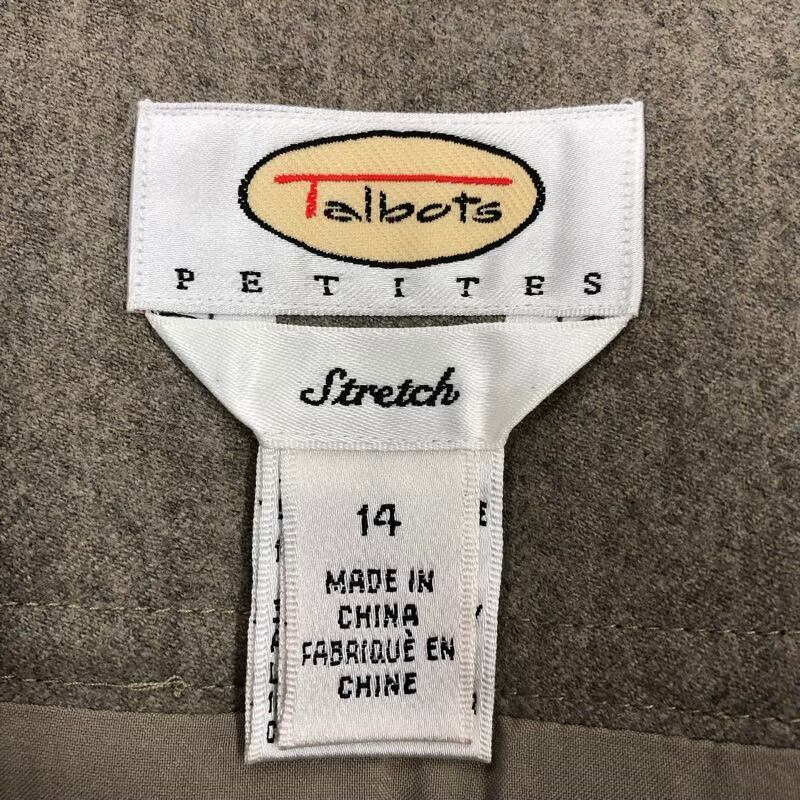 Talbots
PETITES
Stretch
14
MADE IN
CHINA
FABRIQUÈ EN
CHINE